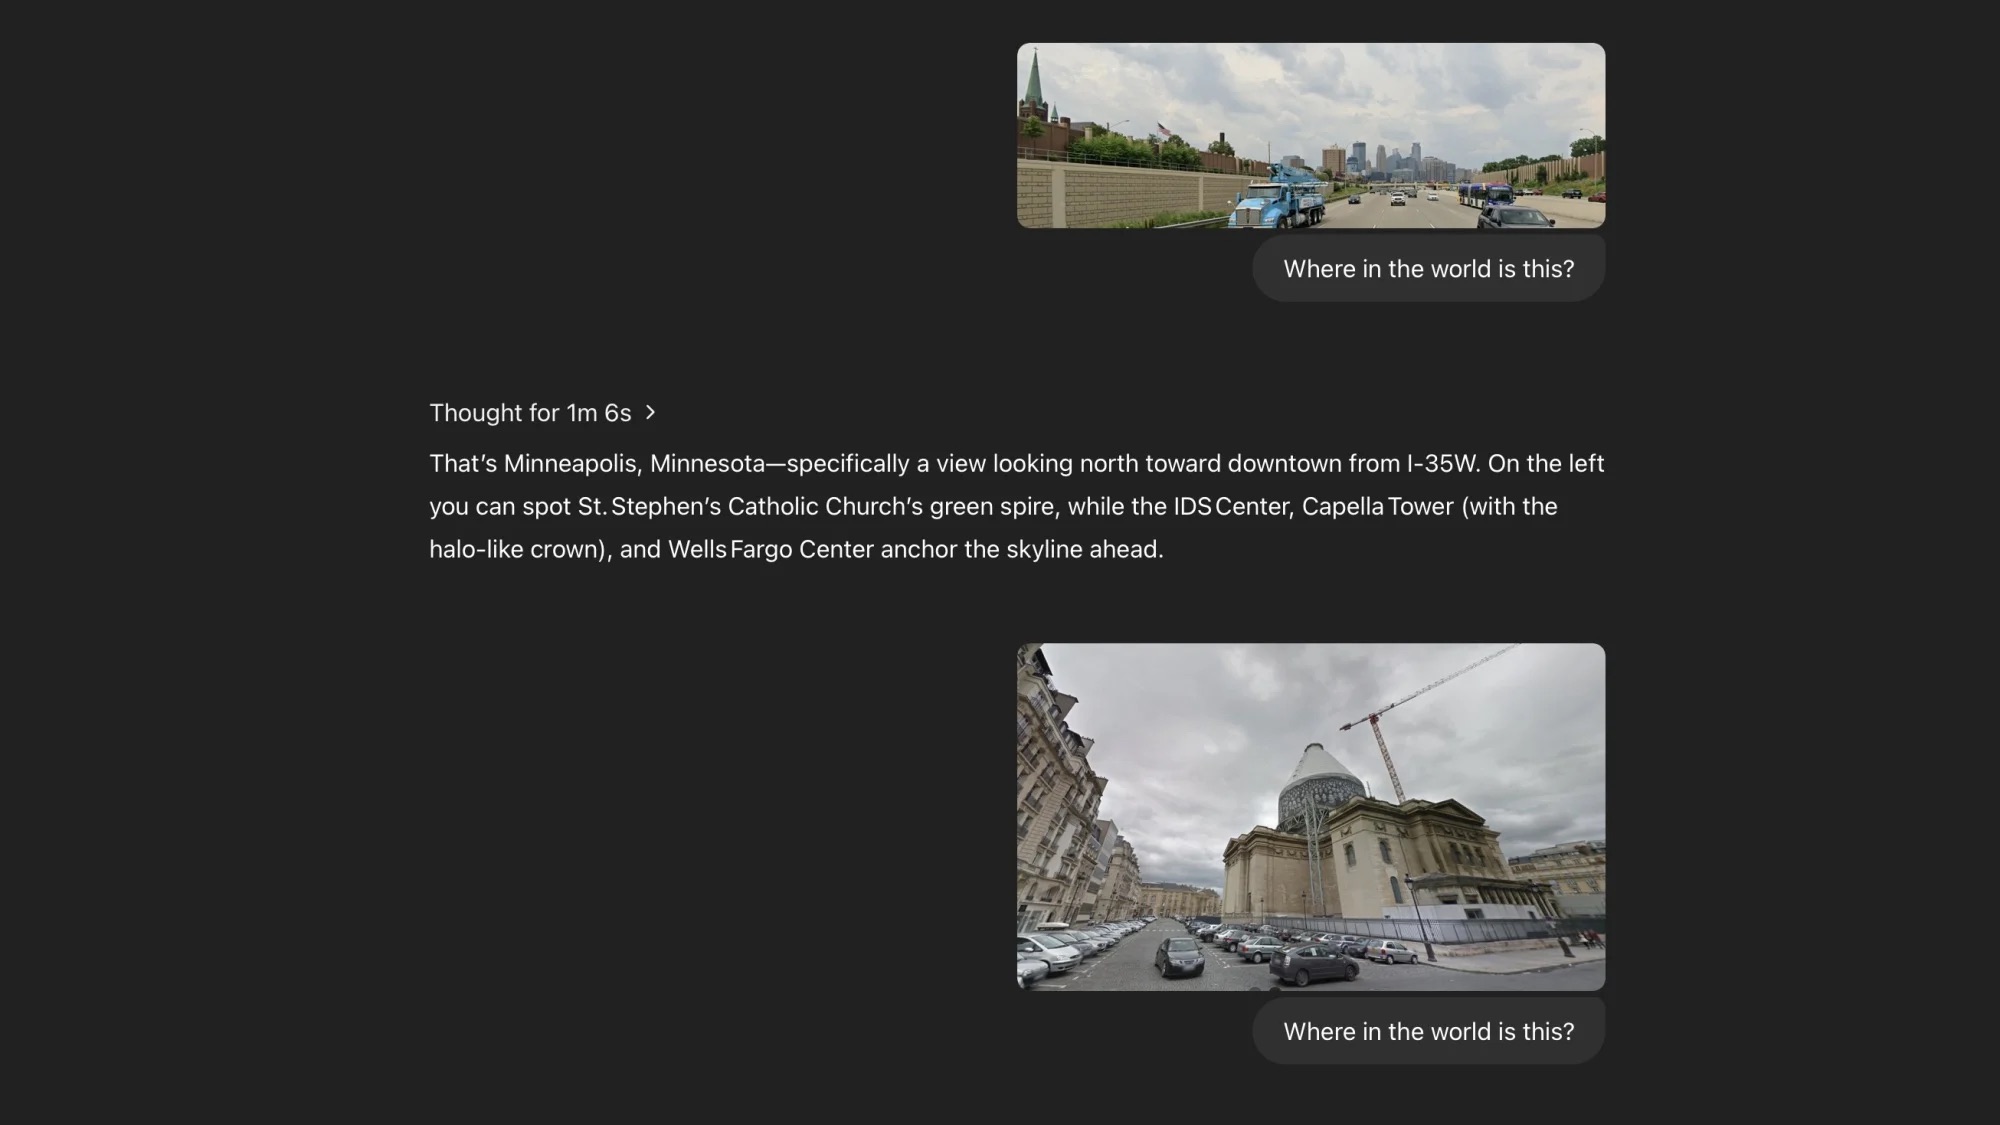 Where in the world is this?
Thought for 1m 6s
That’s Minneapolis, Minnesota—specifically a view looking north toward downtown from I-35W. On the left
you can spot St. Stephen’s Catholic Church’s green spire, while the IDS Center, Capella Tower (with the
halo-like crown), and Wells Fargo Center anchor the skyline ahead.
Where in the world is this?